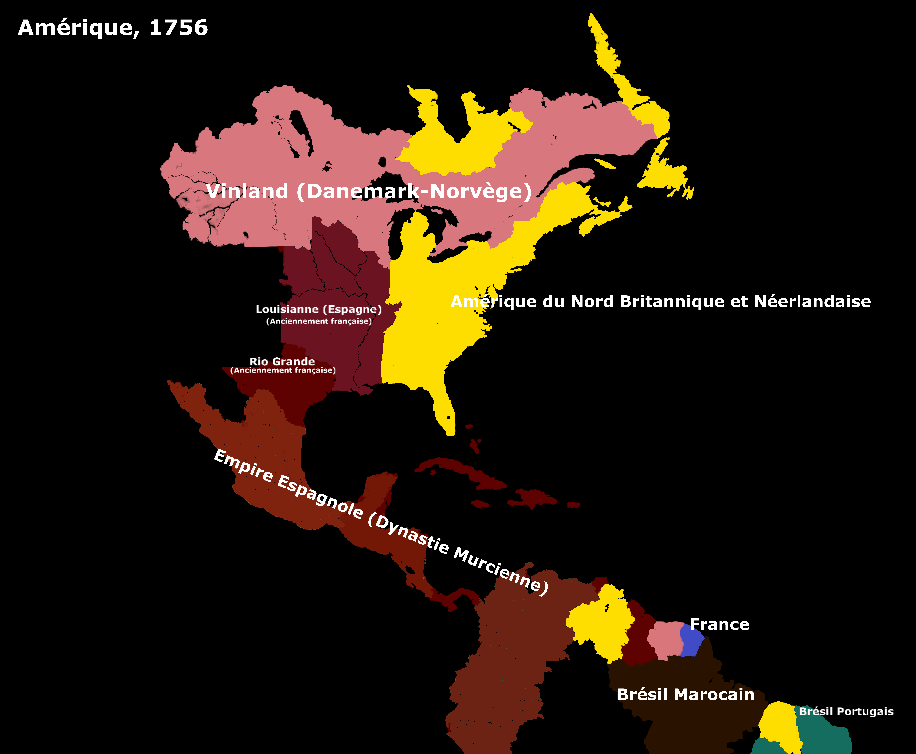 Amérique, 1756
Vinland (Danemark-Norvège)
Amérique du Nord Britannique et Néerlandaise
Louisianne (Espagne)
(Anciennement française)
Rio Grande
(Anciennement française)
Empire Espagnole (Dynastie Murcienne)
France
Brésil Marocain
Brésil Portugais